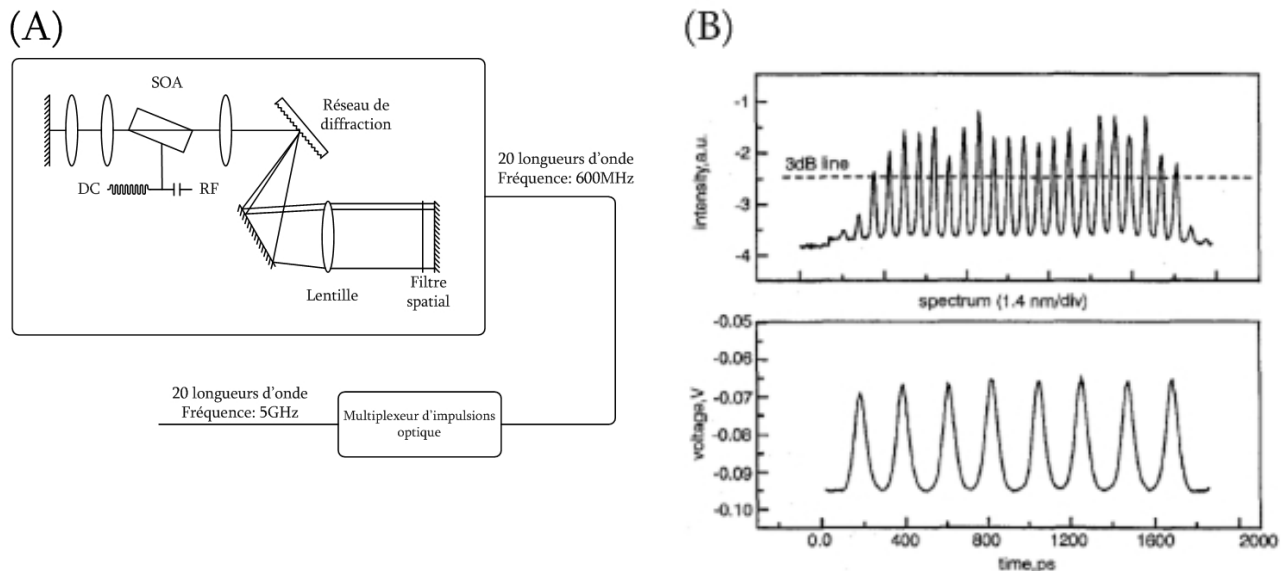 (A)
SOA
Réseau de
diffraction
DC
RF
Lentille
Filtre
spatial
20 longueurs d'onde
Fréquence: 600MHz
20 longueurs d'onde
Fréquence: 5GHz
Multiplexeur d'impulsions
optique
(B)
intensity,a.u.
-1
-2
-3
-4
3dB line
spectrum (1.4 nm/div)
voltage,V
-0.05
-0.06
-0.07
-0.08
-0.09
-0.10
0.0 400 800 1200 1600 2000
time,ps